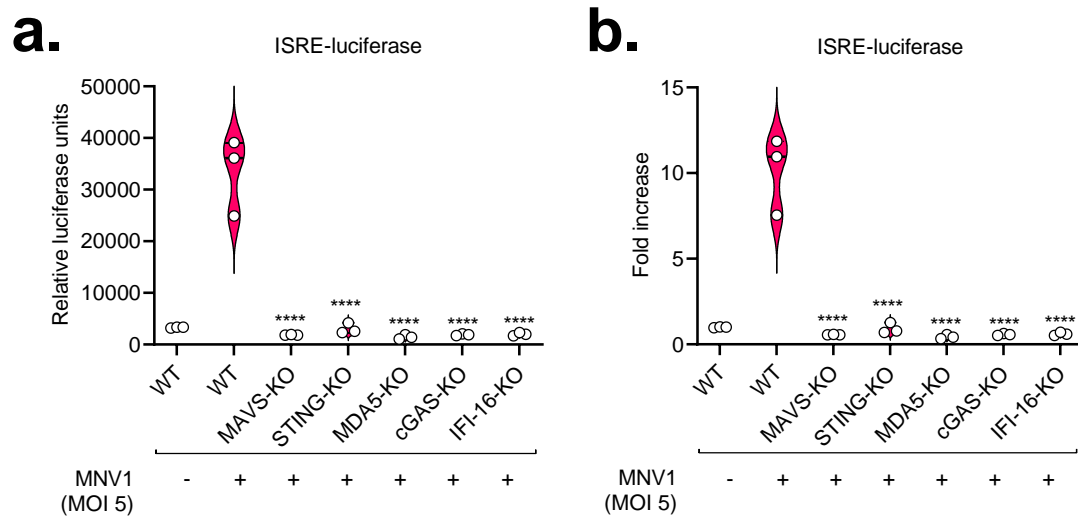 a.
ISRE-luciferase
Relative luciferase units
50000
40000
30000
20000
10000
0
**** **** **** **** ****
WT WT MAVS-KO STING-KO MDA5-KO cGAS-KO IFI-16-KO
MNV1 - + + + + + +
(MOI 5)
b.
ISRE-luciferase
Fold increase
15
10
5
0
**** **** **** **** ****
WT WT MAVS-KO STING-KO MDA5-KO cGAS-KO IFI-16-KO
MNV1 - + + + + + +
(MOI 5)